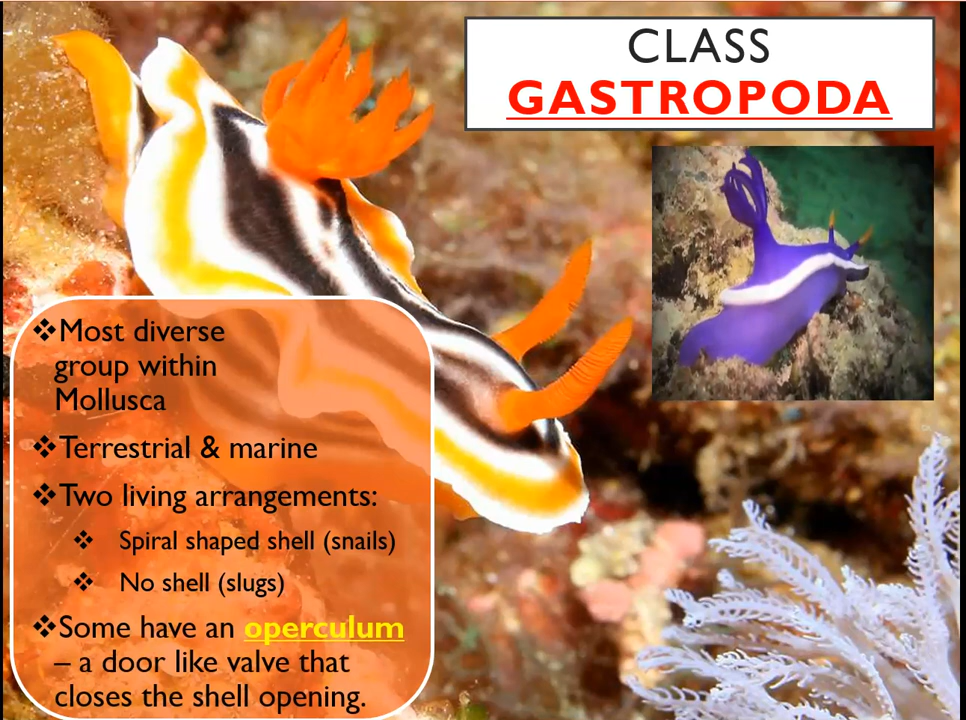 CLASS
GASTROPODA
❖Most diverse
group within
Mollusca
❖Terrestrial & marine
❖Two living arrangements:
❖ Spiral shaped shell (snails)
❖ No shell (slugs)
❖Some have an operculum
– a door like valve that
closes the shell opening.